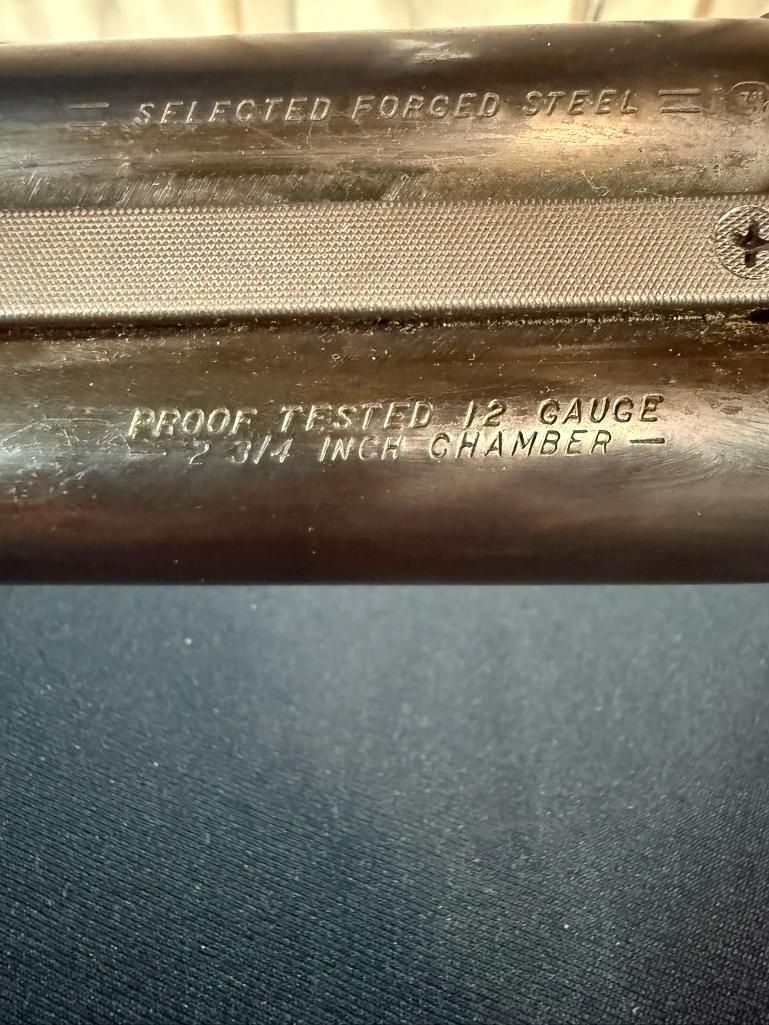 = SELECTED FORGED STEEL =
PROOF TESTED 12 GAUGE
— 2 3/4 INCH CHAMBER —